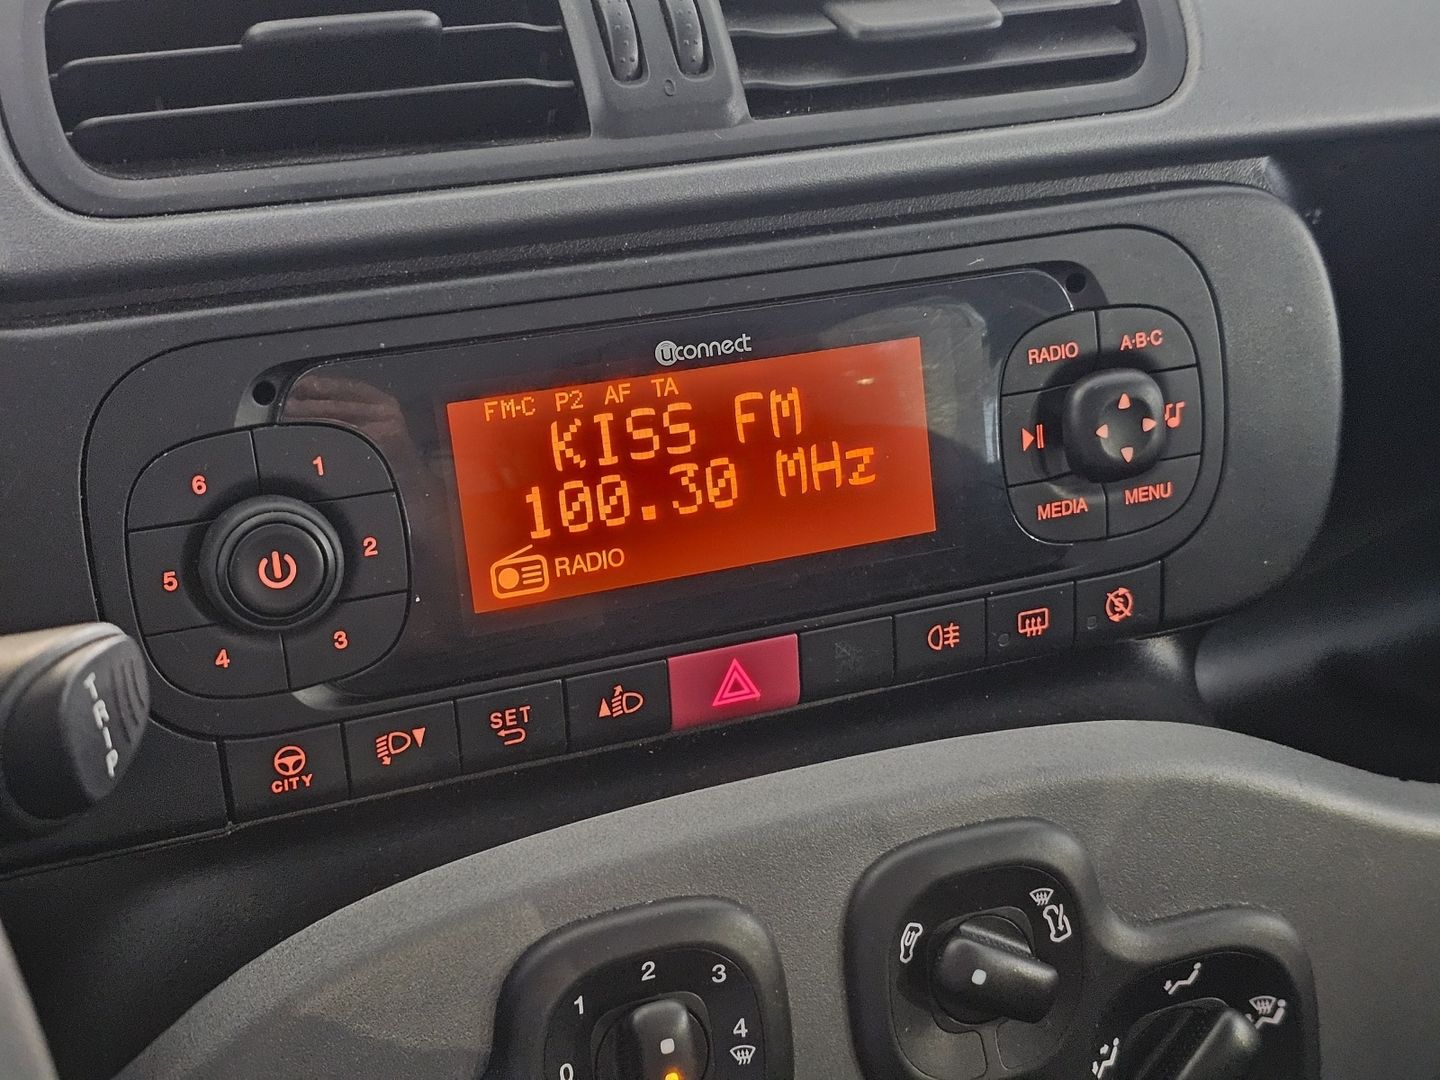 uconnect
FM-C P2 AF TA
KISS FM
100.30 MHz
RADIO
6 1
5 2
4 3
RADIO A·B·C
MEDIA MENU
CITY
SET
TRIP
0 1 2 3 4